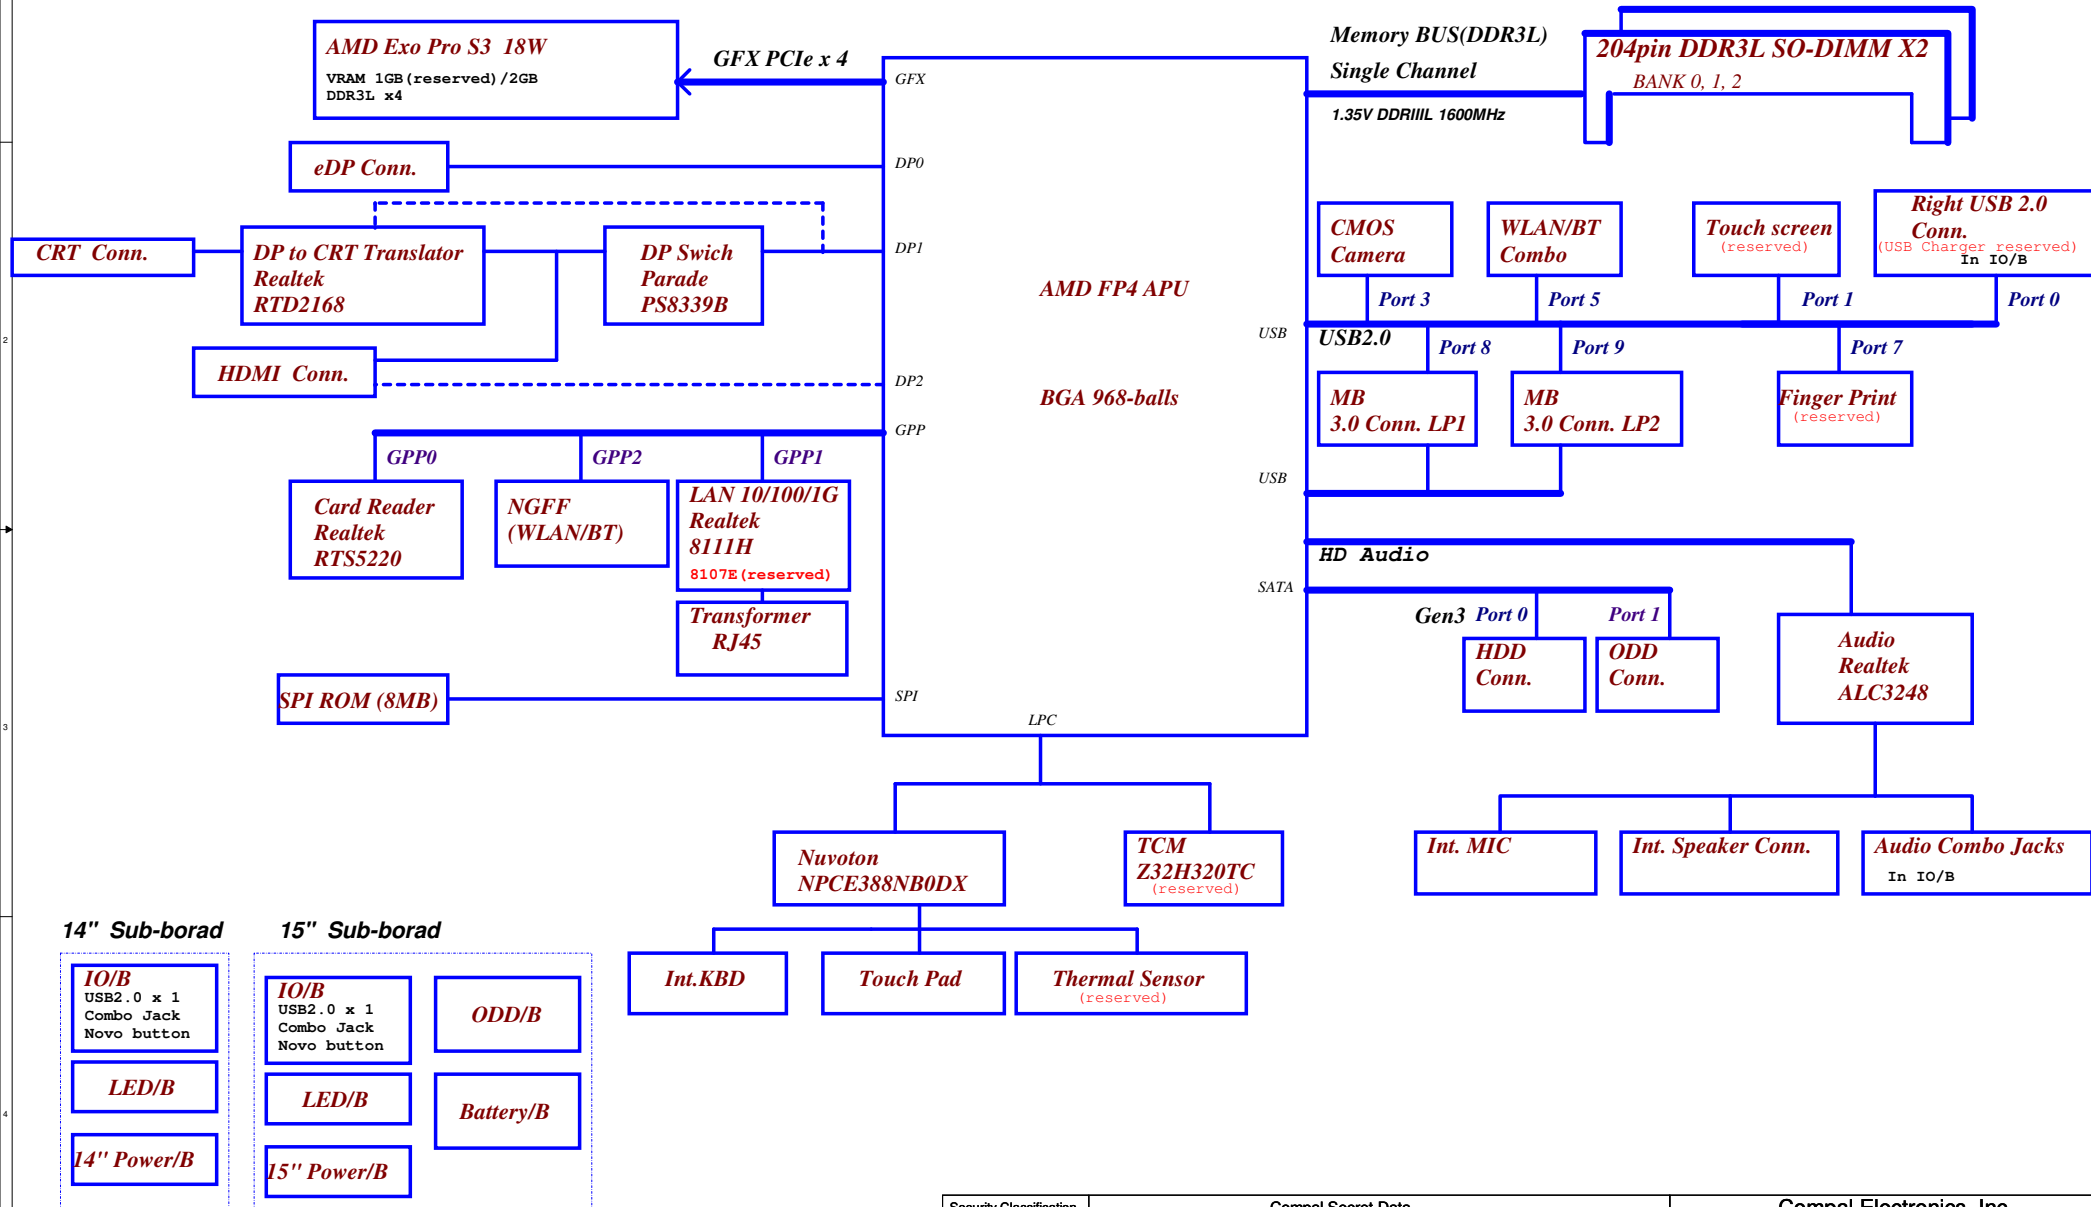 AMD Exo Pro S3 18W
VRAM 1GB(reserved)/2GB
DDR3L x4
GFX PCIe x 4
GFX
Memory BUS(DDR3L)
Single Channel
1.35V DDRIIIL 1600MHz
204pin DDR3L SO-DIMM X2
BANK 0, 1, 2
eDP Conn.
DP0
CRT Conn.
DP to CRT Translator
Realtek
RTD2168
DP Swich
Parade
PS8339B
DP1
HDMI Conn.
DP2
AMD FP4 APU
BGA 968-balls
CMOS
Camera
WLAN/BT
Combo
Touch screen
(reserved)
Right USB 2.0
Conn.
(USB Charger reserved)
In IO/B
Port 3
Port 5
Port 1
Port 0
USB
USB2.0
Port 8
Port 9
Port 7
MB
3.0 Conn. LP1
MB
3.0 Conn. LP2
Finger Print
(reserved)
USB
GPP
GPP0
GPP2
GPP1
Card Reader
Realtek
RTS5220
NGFF
(WLAN/BT)
LAN 10/100/1G
Realtek
8111H
8107E(reserved)
Transformer
RJ45
HD Audio
SATA
Gen3
Port 0
Port 1
HDD
Conn.
ODD
Conn.
Audio
Realtek
ALC3248
SPI ROM (8MB)
SPI
LPC
Nuvoton
NPCE388NB0DX
TCM
Z32H320TC
(reserved)
Int. MIC
Int. Speaker Conn.
Audio Combo Jacks
In IO/B
Int.KBD
Touch Pad
Thermal Sensor
(reserved)
14" Sub-borad
15" Sub-borad
IO/B
USB2.0 x 1
Combo Jack
Novo button
LED/B
14" Power/B
IO/B
USB2.0 x 1
Combo Jack
Novo button
LED/B
15" Power/B
ODD/B
Battery/B
2
3
4
Security Classification
Compal Secret Data
Compal Electronics, Inc.